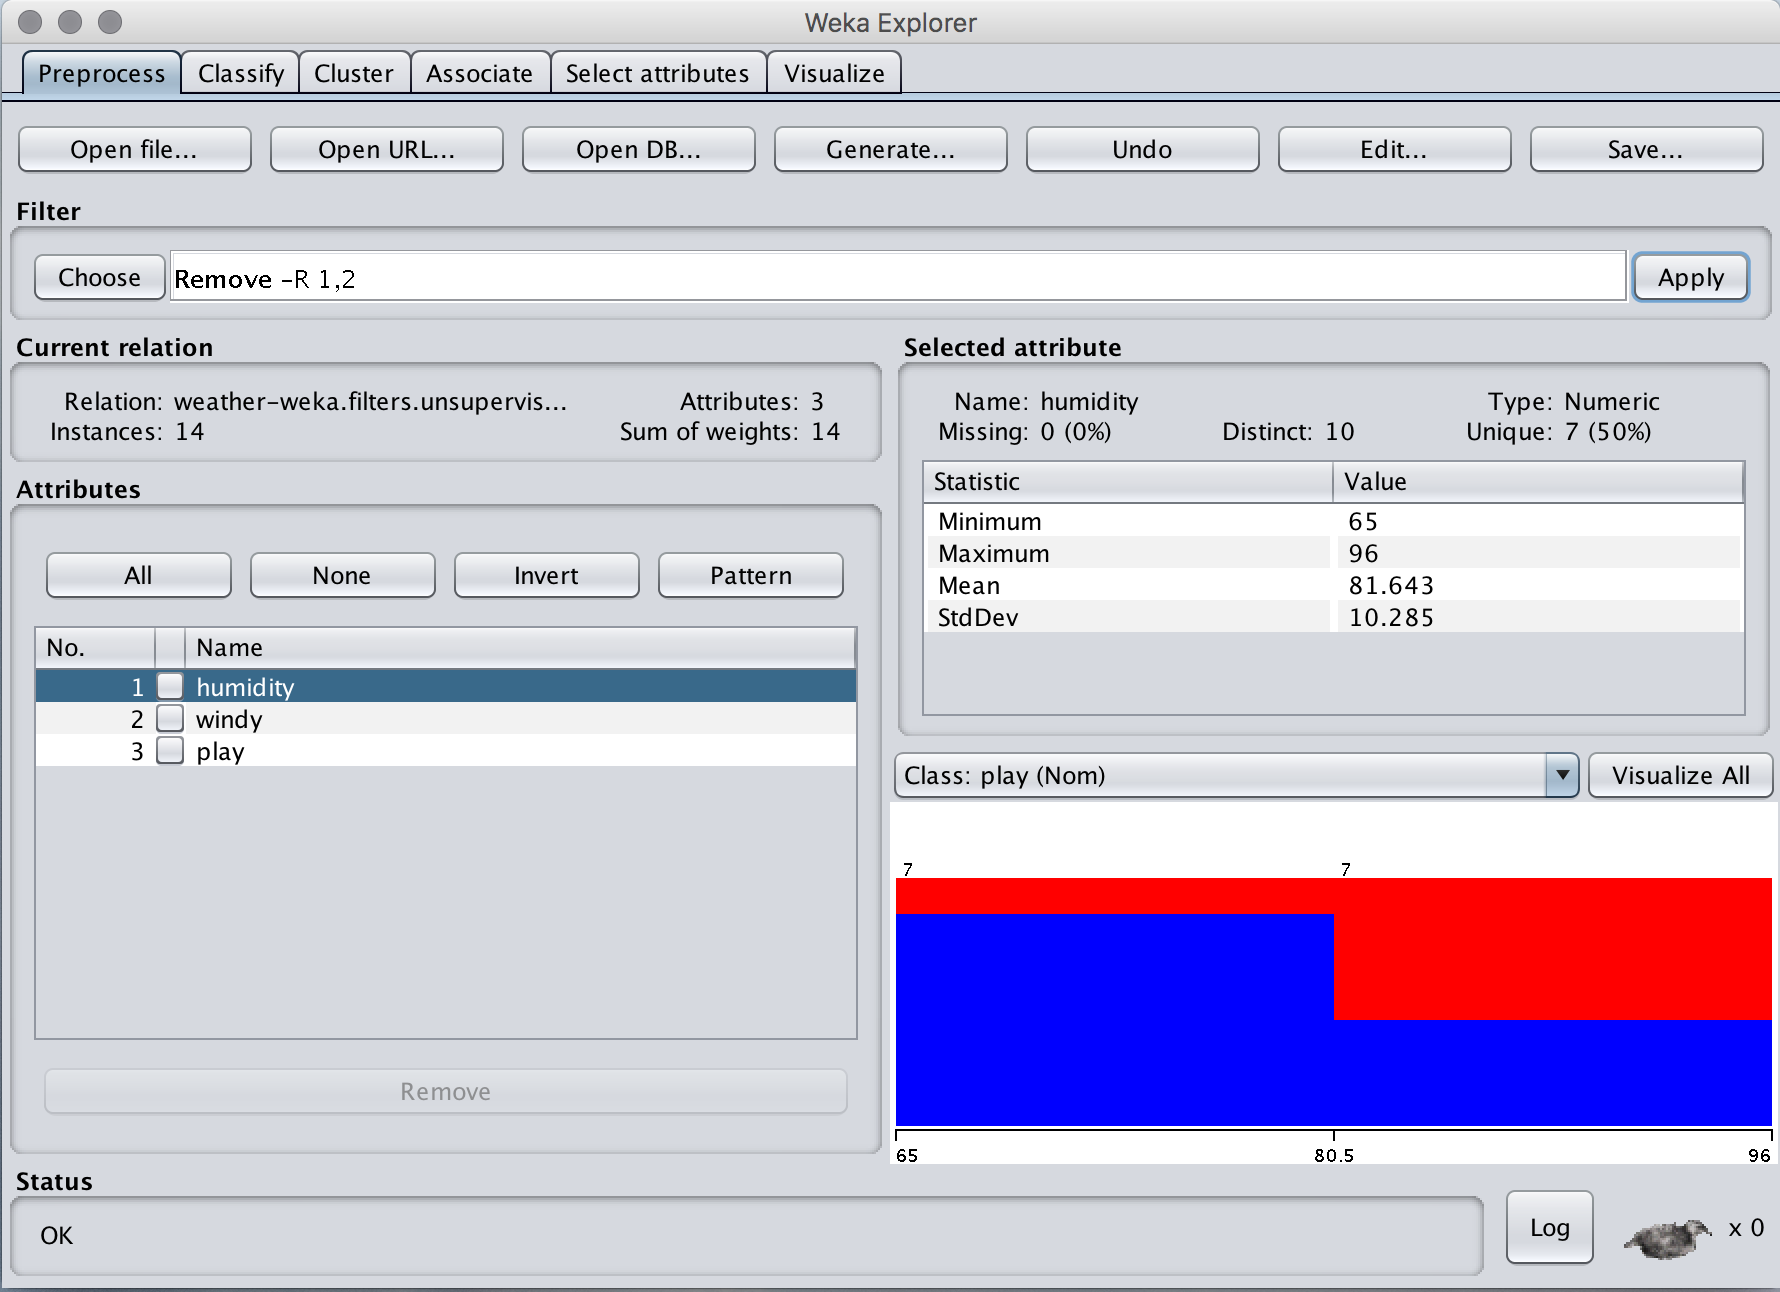 Weka Explorer
Preprocess Classify Cluster Associate Select attributes Visualize
Open file... Open URL... Open DB... Generate... Undo Edit... Save...
Filter
Choose Remove -R 1,2 Apply
Current relation
Relation: weather-weka.filters.unsupervis... Attributes: 3
Instances: 14 Sum of weights: 14
Attributes
All None Invert Pattern
No. Name
1 humidity
2 windy
3 play
Remove
Selected attribute
Name: humidity Type: Numeric
Missing: 0 (0%) Distinct: 10 Unique: 7 (50%)
Statistic Value
Minimum 65
Maximum 96
Mean 81.643
StdDev 10.285
Class: play (Nom) Visualize All
7 7
65 80.5 96
Status
OK
Log x 0